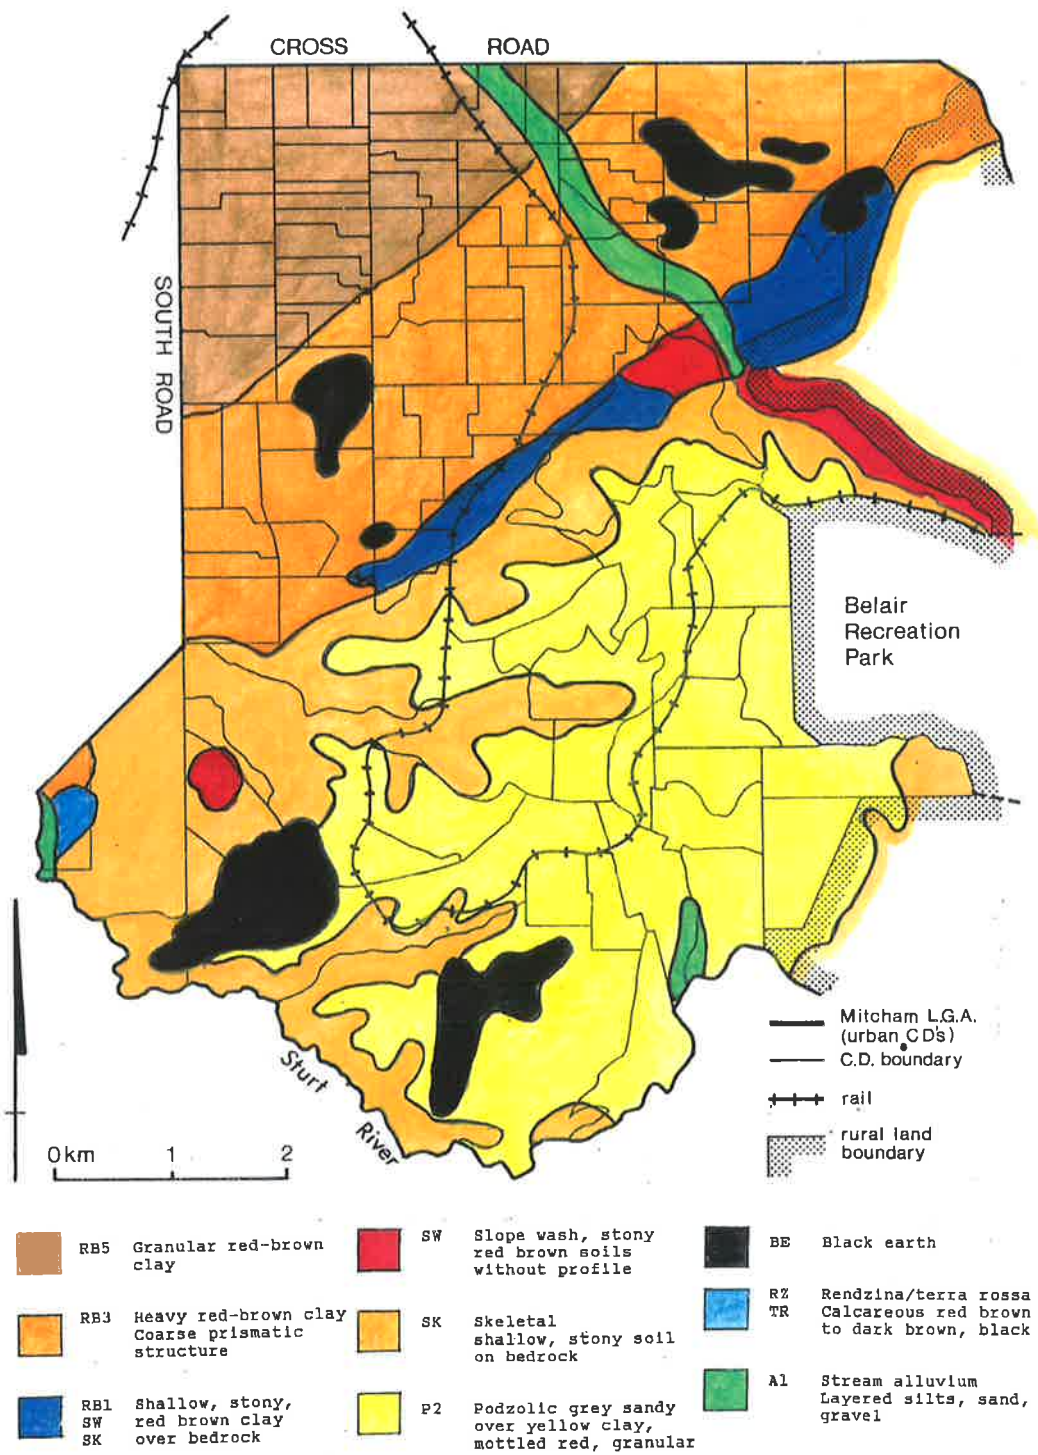 CROSS ROAD
SOUTH ROAD
Belair
Recreation
Park
Sturt
River
Mitcham L.G.A.
(urban CD's)
C.D. boundary
rail
rural land
boundary
0km 1 2
RB5 Granular red-brown
clay
RB3 Heavy red-brown clay
Coarse prismatic
structure
RB1 Shallow, stony,
SW red brown clay
SK over bedrock
SW Slope wash, stony
red brown soils
without profile
SK Skeletal
shallow, stony soil
on bedrock
P2 Podzolic grey sandy
over yellow clay,
mottled red, granular
BE Black earth
RZ Rendzina/terra rossa
TR Calcareous red brown
to dark brown, black
Al Stream alluvium
Layered silts, sand,
gravel